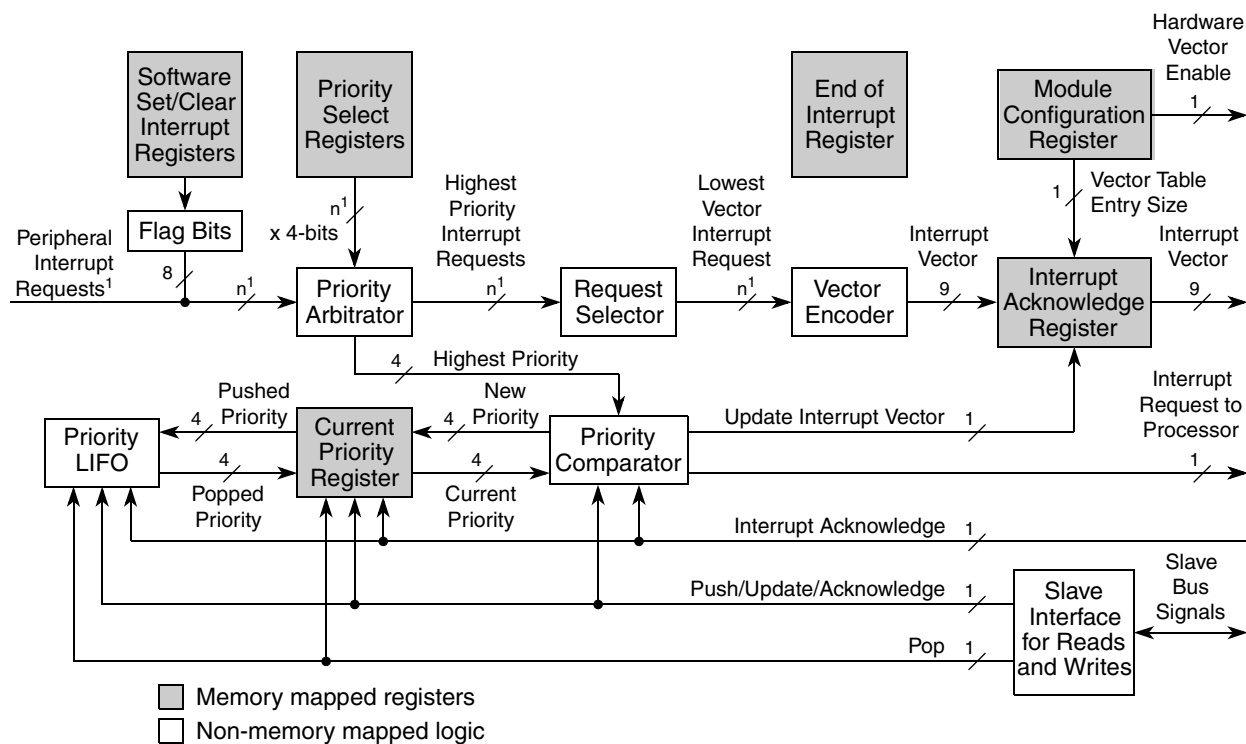 Software
Set/Clear
Interrupt
Registers
Priority
Select
Registers
End of
Interrupt
Register
Module
Configuration
Register
Hardware
Vector
Enable
1
Flag Bits
8
n1
x 4-bits
Highest
Priority
Interrupt
Requests
Lowest
Vector
Interrupt
Request
1
Vector Table
Entry Size
Peripheral
Interrupt
Requests1
n1
Priority
Arbitrator
n1
Request
Selector
n1
Vector
Encoder
Interrupt
Vector
9
Interrupt
Acknowledge
Register
Interrupt
Vector
9
4
Highest Priority
Pushed
Priority
4
New
Priority
4
Priority
LIFO
Current
Priority
Register
Priority
Comparator
Update Interrupt Vector 1
Interrupt
Request to
Processor
1
4
Popped
Priority
4
Current
Priority
Interrupt Acknowledge 1
Push/Update/Acknowledge 1
Pop 1
Slave
Interface
for Reads
and Writes
Slave
Bus
Signals
Memory mapped registers
Non-memory mapped logic